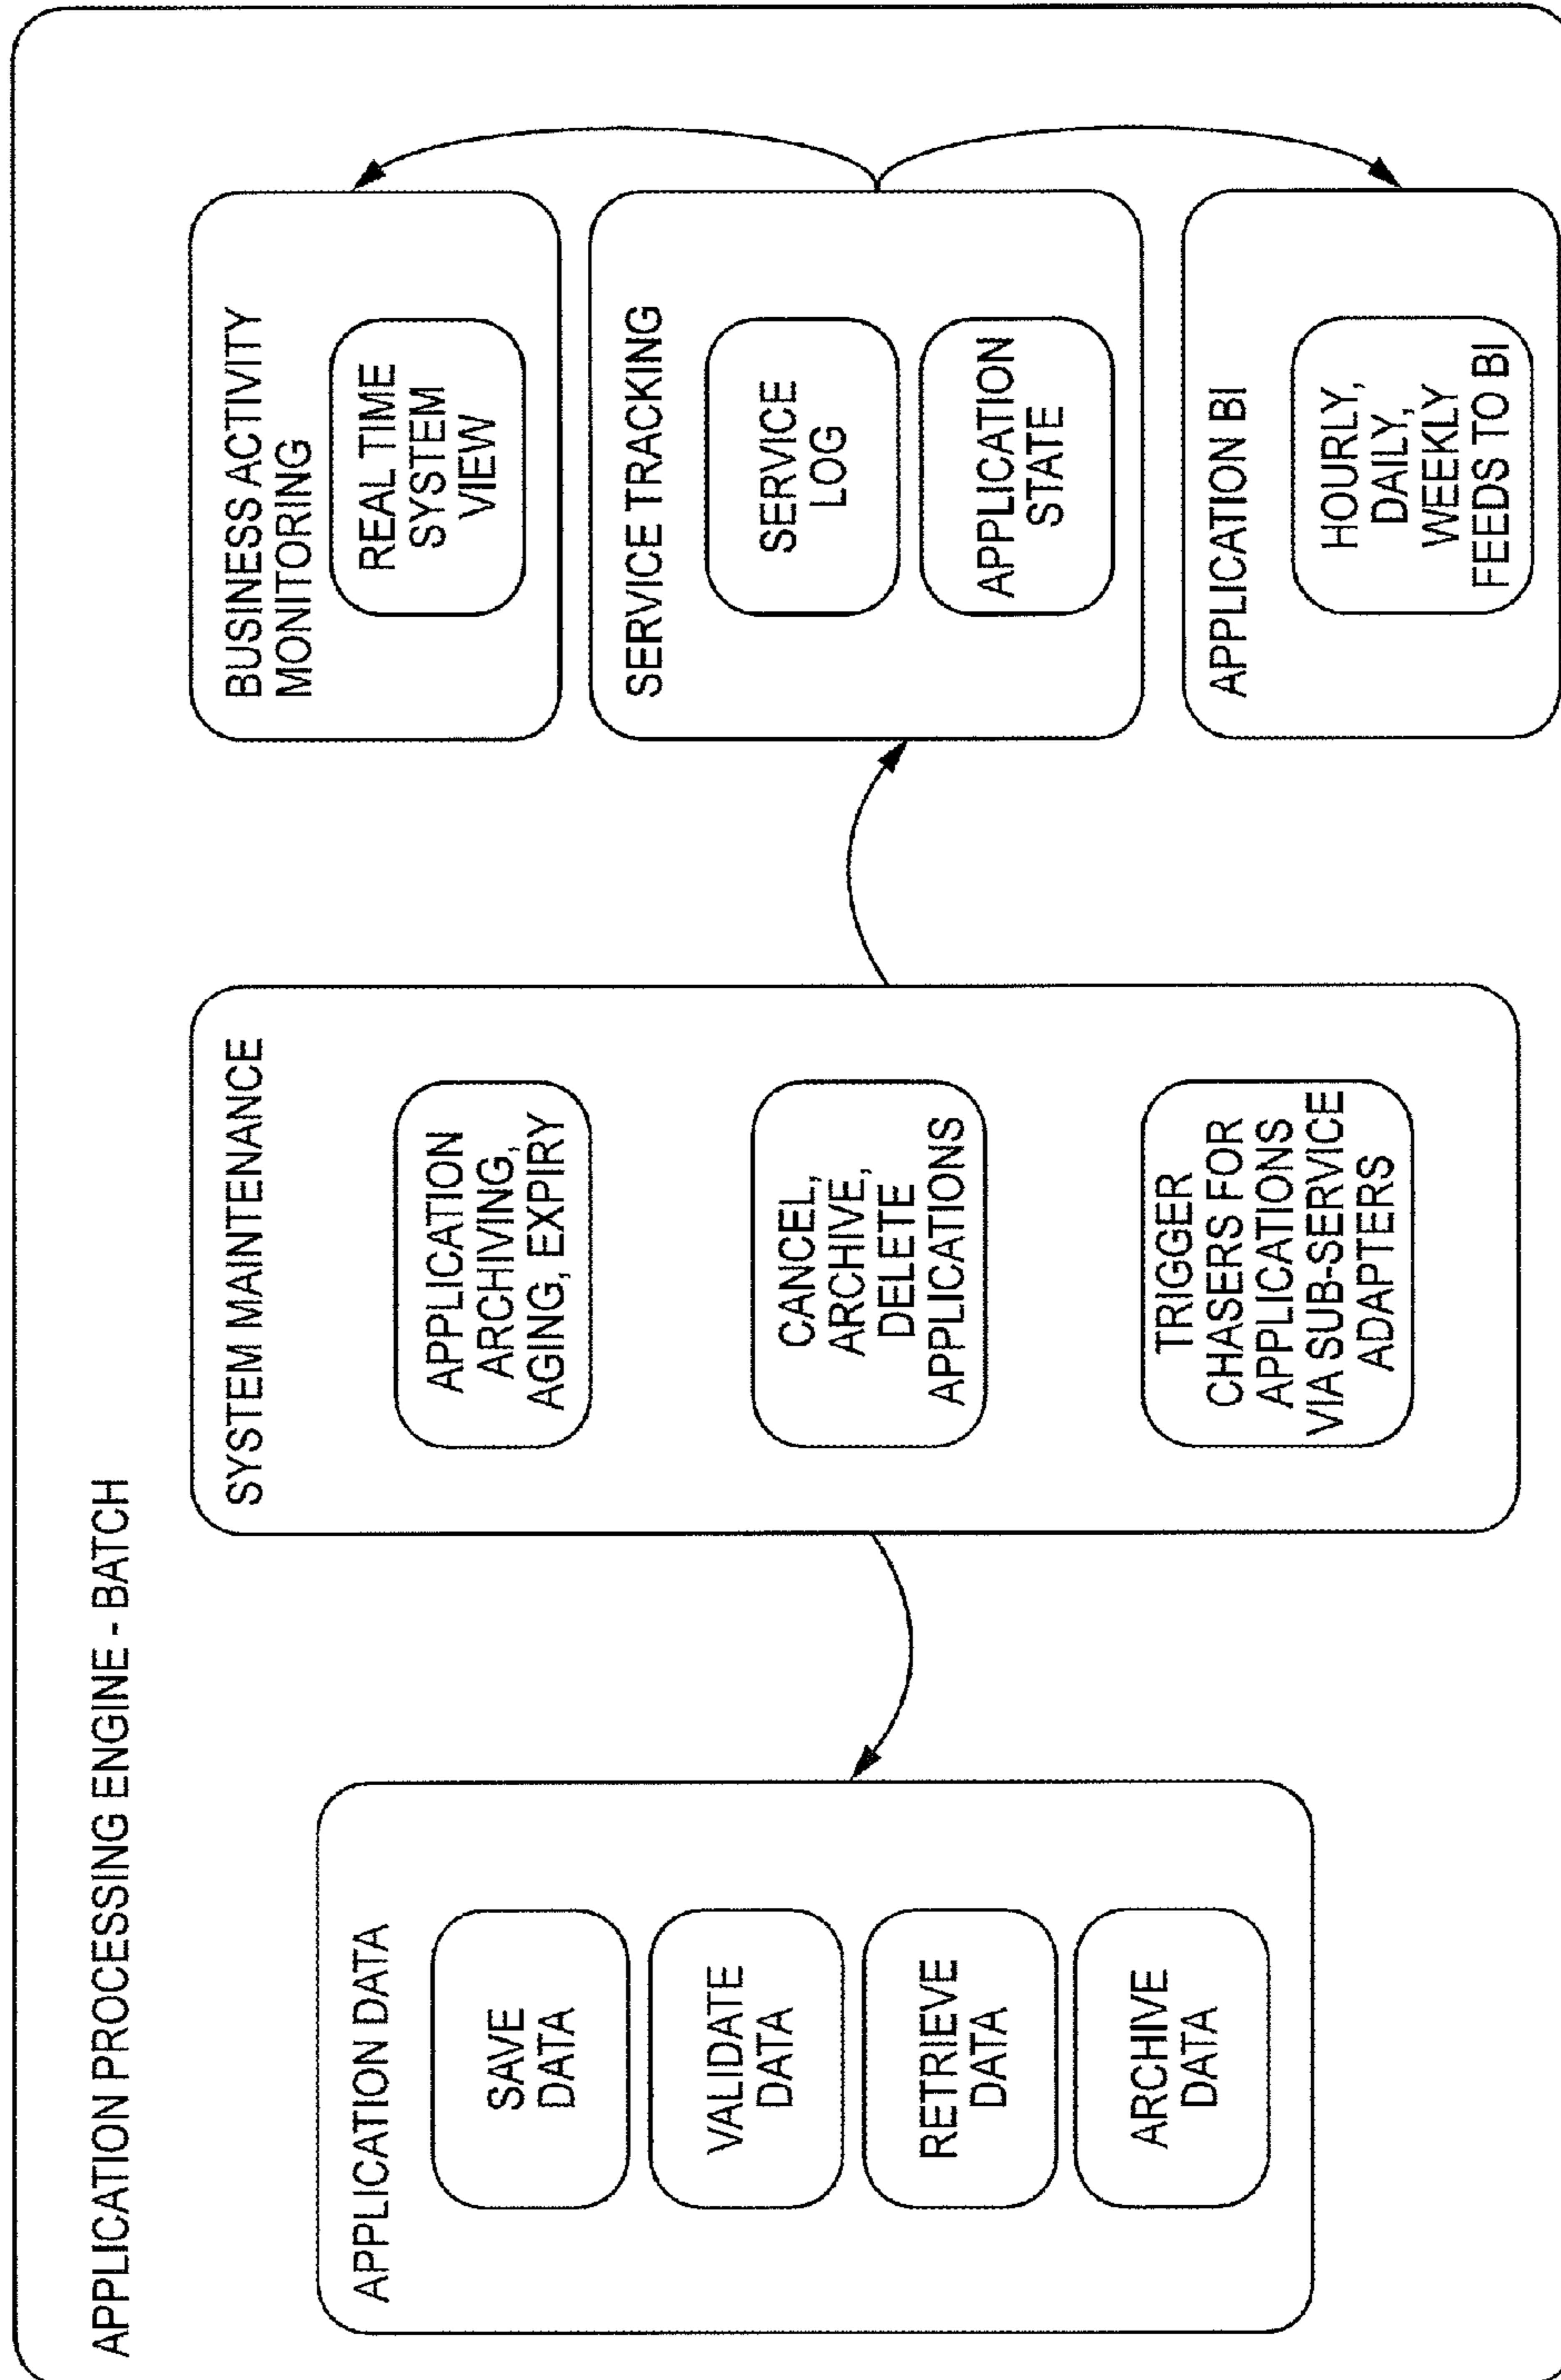 APPLICATION PROCESSING ENGINE - BATCH
APPLICATION DATA
SAVE
DATA
VALIDATE
DATA
RETRIEVE
DATA
ARCHIVE
DATA
SYSTEM MAINTENANCE
APPLICATION
ARCHIVING,
AGING, EXPIRY
CANCEL,
ARCHIVE,
DELETE
APPLICATIONS
TRIGGER
CHASERS FOR
APPLICATIONS
VIA SUB-SERVICE
ADAPTERS
BUSINESS ACTIVITY
MONITORING
REAL TIME
SYSTEM
VIEW
SERVICE TRACKING
SERVICE
LOG
APPLICATION
STATE
APPLICATION BI
HOURLY,
DAILY,
WEEKLY
FEEDS TO BI